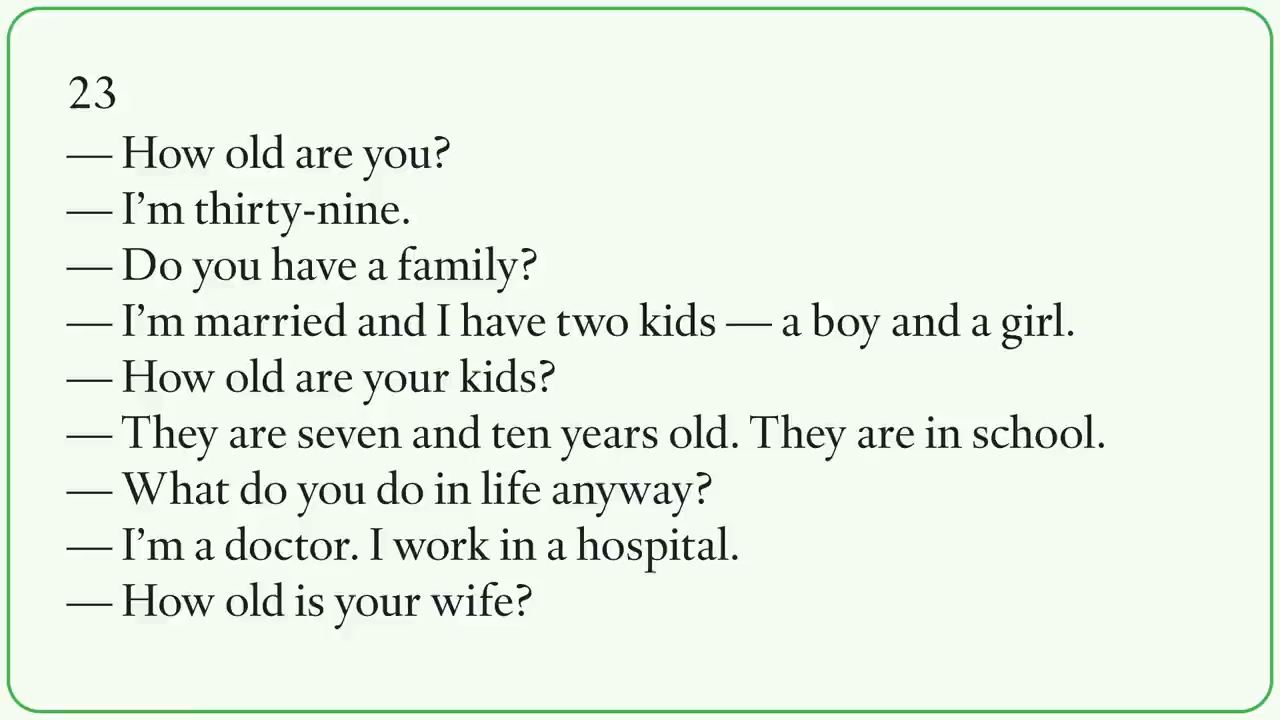 23
— How old are you?
— I’m thirty-nine.
— Do you have a family?
— I’m married and I have two kids — a boy and a girl.
— How old are your kids?
— They are seven and ten years old. They are in school.
— What do you do in life anyway?
— I’m a doctor. I work in a hospital.
— How old is your wife?